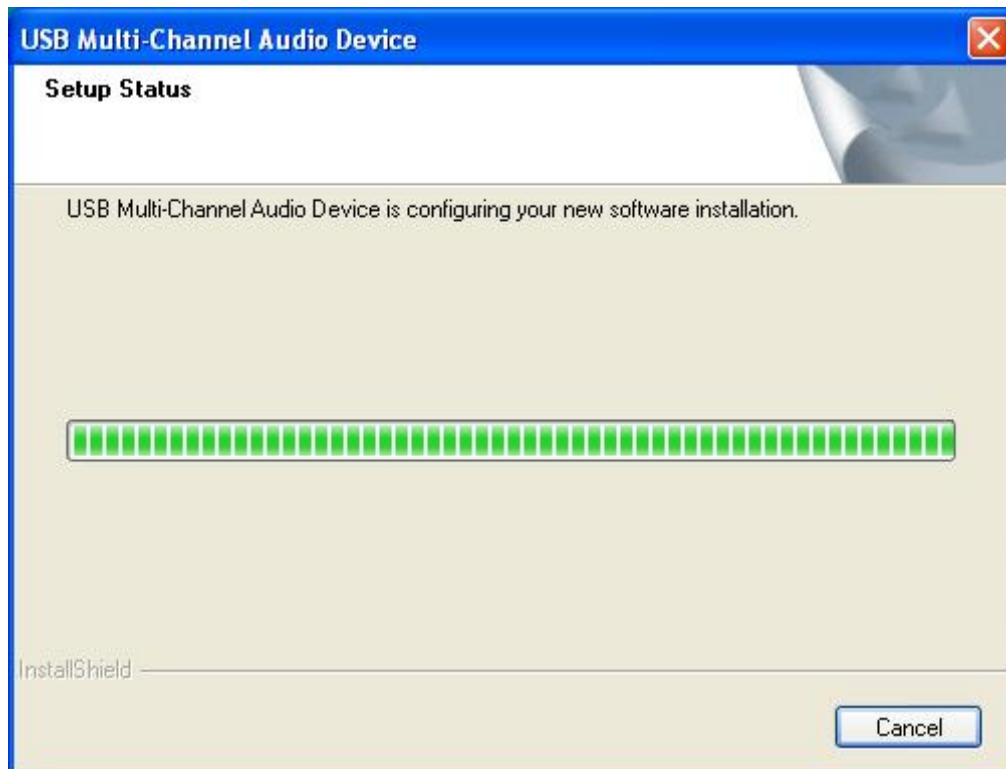 USB Multi-Channel Audio Device
Setup Status
USB Multi-Channel Audio Device is configuring your new software installation.
InstallShield
Cancel